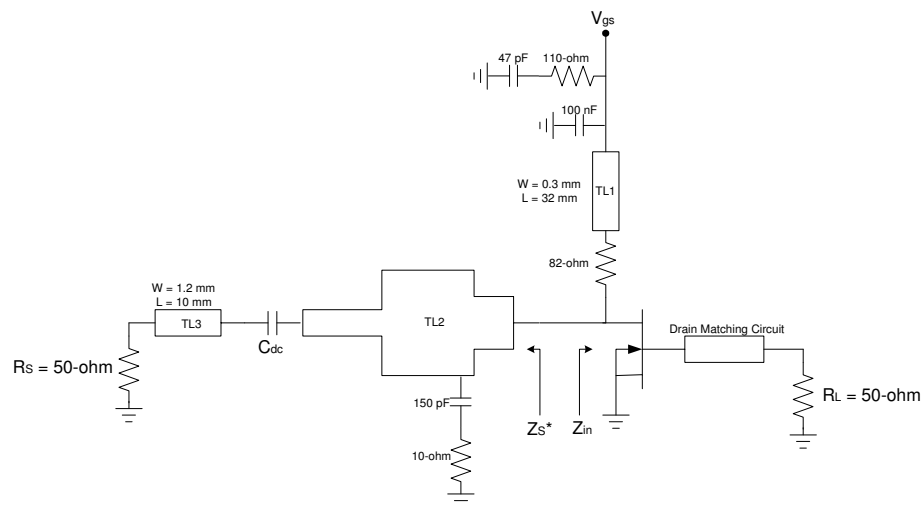 Vgs
47 pF
110-ohm
100 nF
W = 0.3 mm
L = 32 mm
TL1
82-ohm
W = 1.2 mm
L = 10 mm
TL3
Cdc
TL2
RS = 50-ohm
150 pF
10-ohm
ZS*
Zin
Drain Matching Circuit
RL = 50-ohm